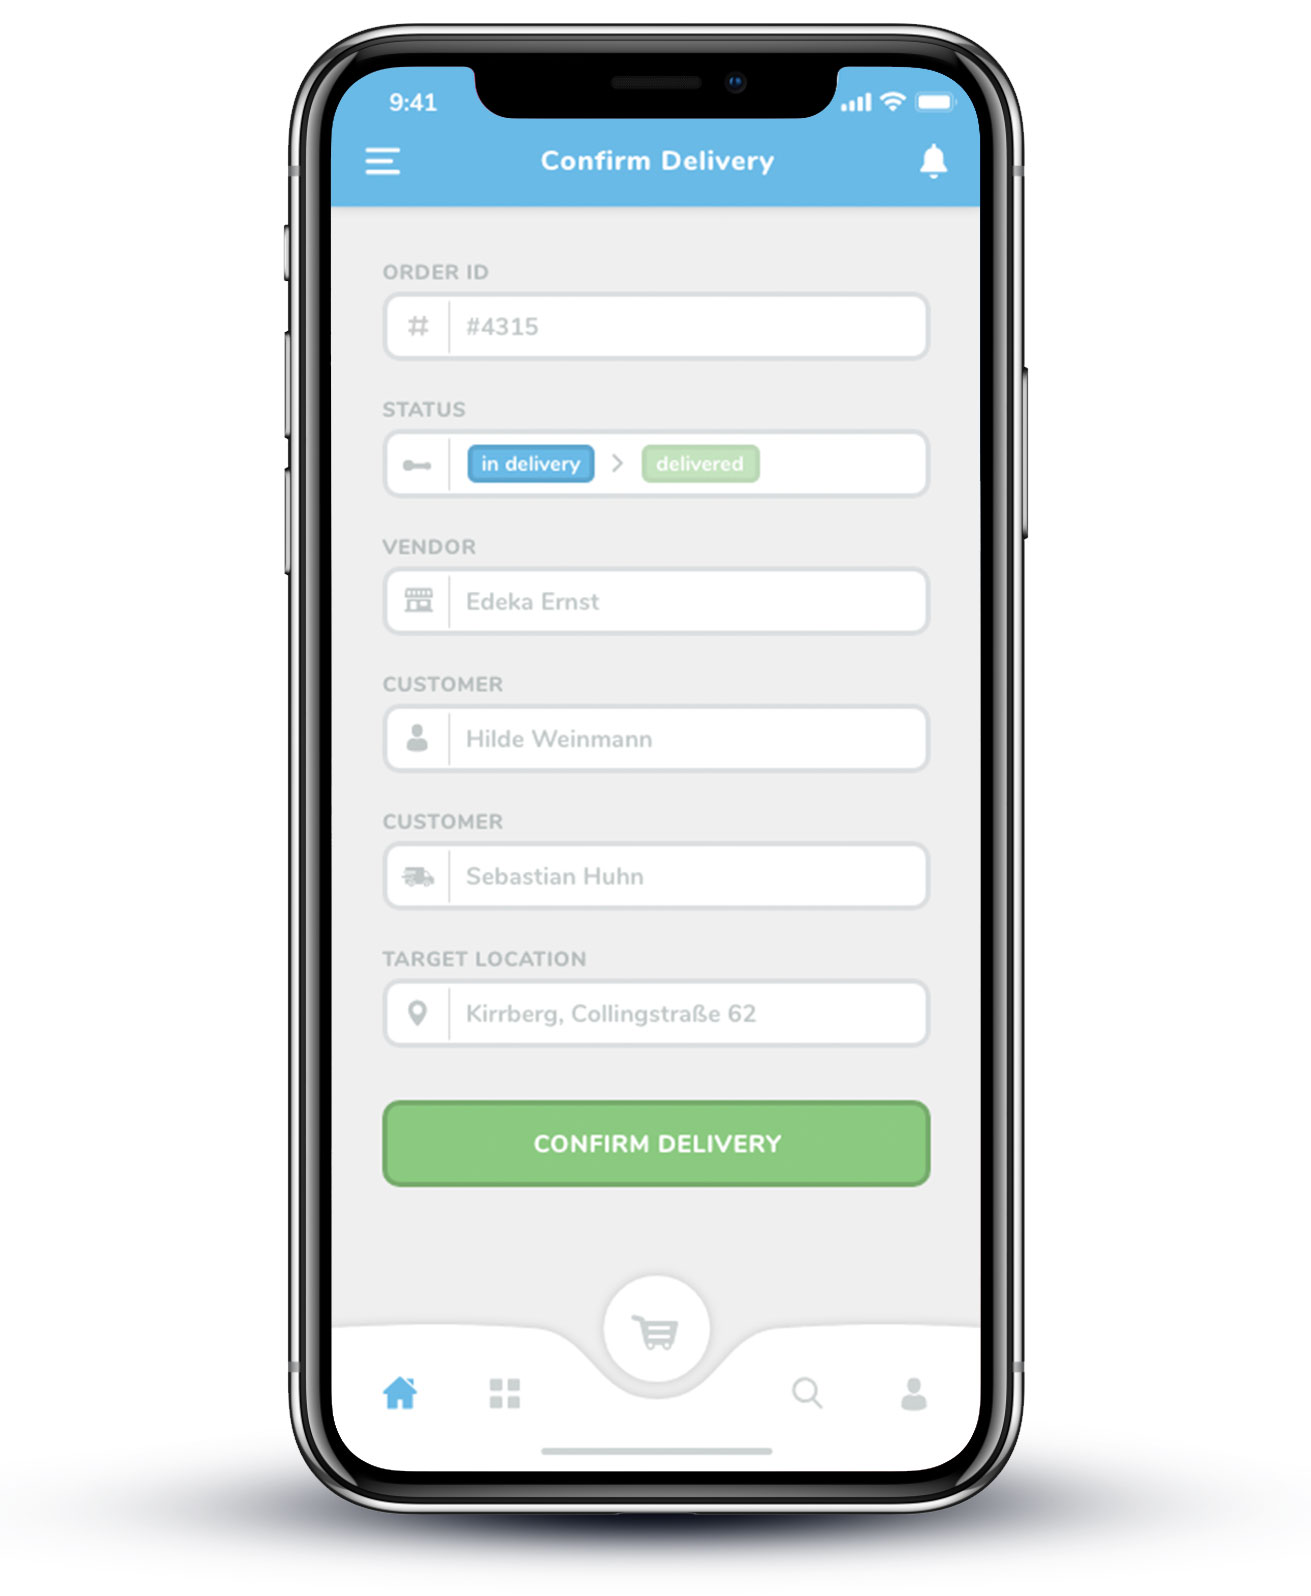 9:41
Confirm Delivery
ORDER ID
#4315
STATUS
in delivery > delivered
VENDOR
Edeka Ernst
CUSTOMER
Hilde Weinmann
CUSTOMER
Sebastian Huhn
TARGET LOCATION
Kirrberg, Collingstraße 62
CONFIRM DELIVERY